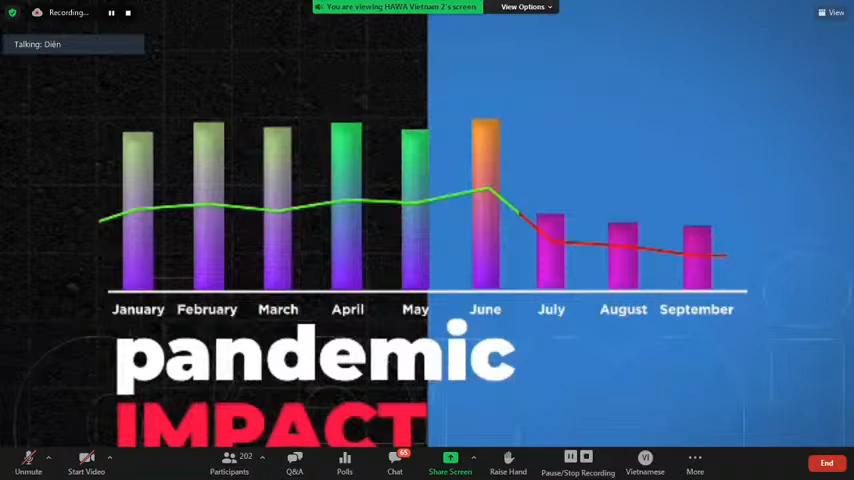 Recording...
You are viewing HAWA Vietnam 2's screen
View Options
View
Talking: Diên
January February March April May June July August September
pandemic
IMPACT
202
65
VI
Unmute Start Video Participants Q&A Polls Chat Share Screen Raise Hand Pause/Stop Recording Vietnamese More
End